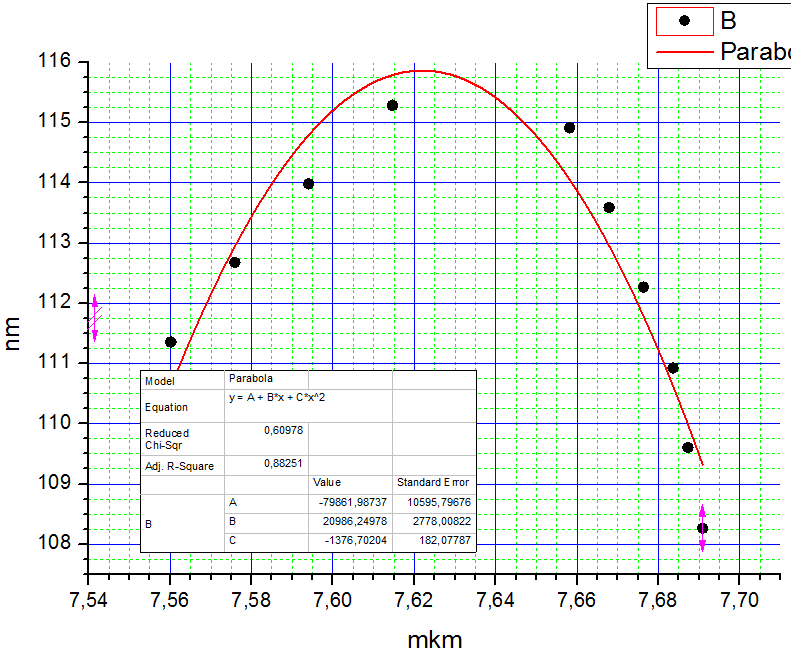 B
Parabo
116
115
114
113
112
111
110
109
108
nm
Model Parabola
Equation y = A + B*x + C*x^2
Reduced Chi-Sqr 0,60978
Adj. R-Square 0,88251
Value Standard Error
B A -79861,98737 10595,79676
B 20986,24978 2778,00822
C -1376,70204 182,07787
7,54 7,56 7,58 7,60 7,62 7,64 7,66 7,68 7,70
mkm